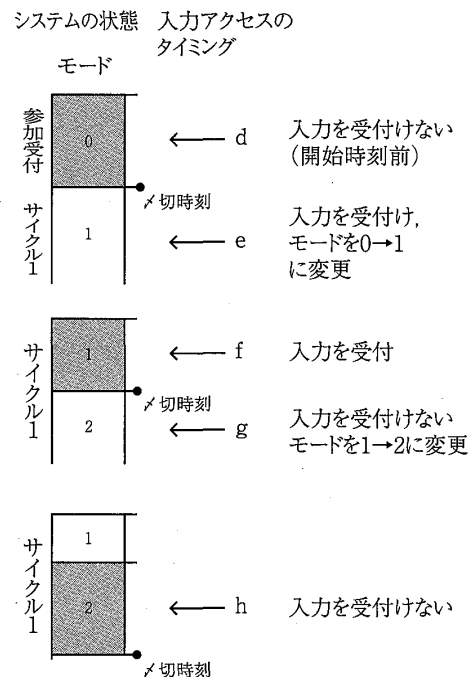 システムの状態 入力アクセスの
タイミング
モード
参加受付
0
← d 入力を受付けない
(開始時刻前)
〆切時刻
サイクル1
1
← e 入力を受付け,
モードを0→1
に変更
サイクル1
1
← f 入力を受付
〆切時刻
2
← g 入力を受付けない
モードを1→2に変更
サイクル1
1
2
← h 入力を受付けない
〆切時刻